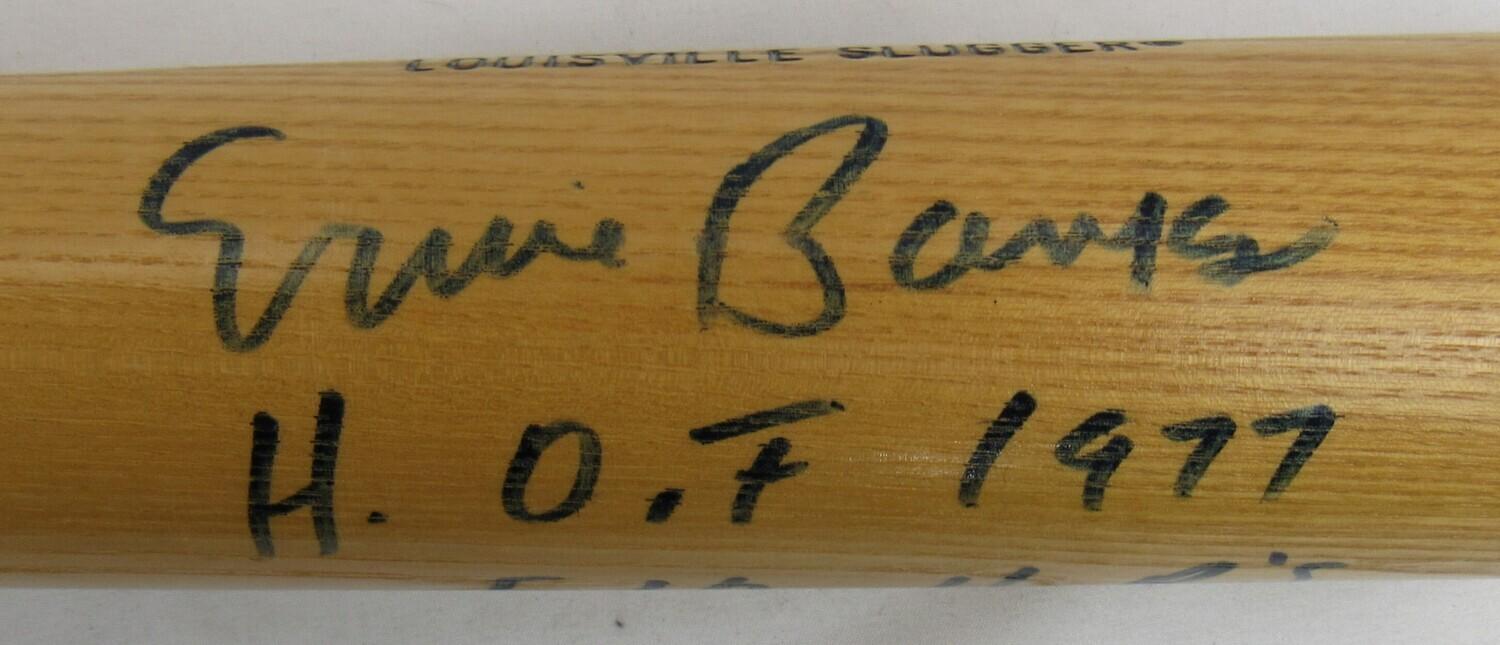 LOUISVILLE SLUGGER
Ernie Banks
H.O.F 1977